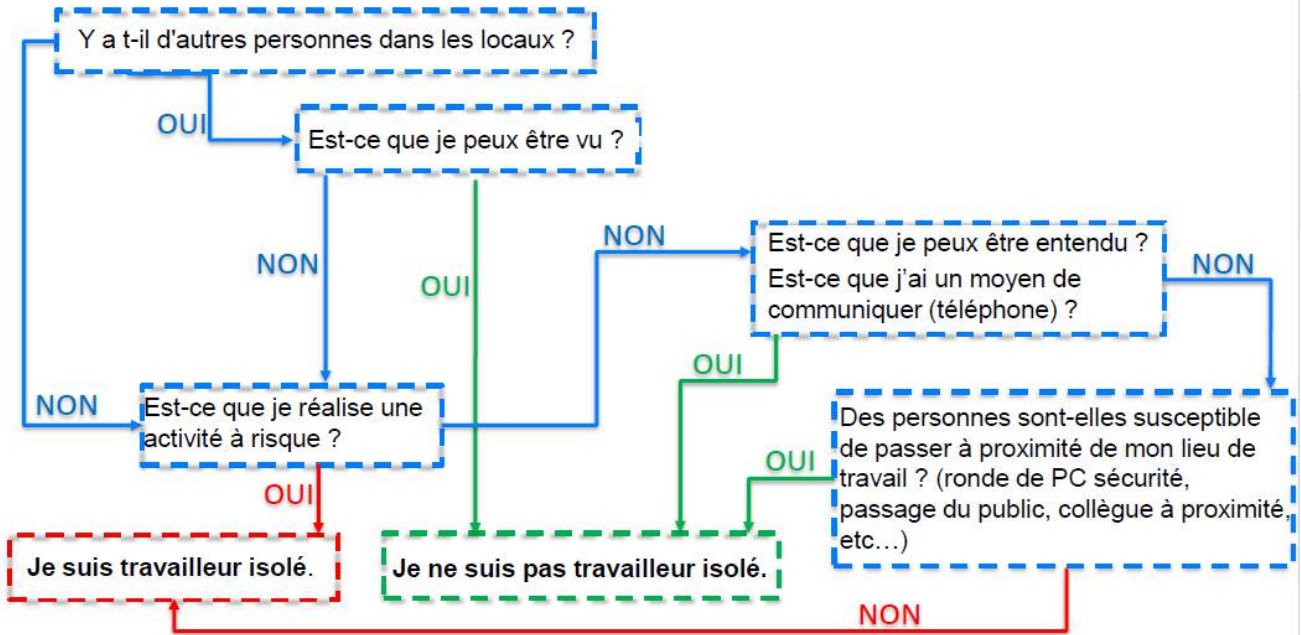 Y a t-il d'autres personnes dans les locaux ?
OUI
Est-ce que je peux être vu ?
NON
OUI
NON
Est-ce que je peux être entendu ?
Est-ce que j'ai un moyen de
communiquer (téléphone) ?
NON
OUI
NON
Est-ce que je réalise une
activité à risque ?
OUI
Des personnes sont-elles susceptible
de passer à proximité de mon lieu de
travail ? (ronde de PC sécurité,
passage du public, collègue à proximité,
etc…)
OUI
Je suis travailleur isolé.
Je ne suis pas travailleur isolé.
NON